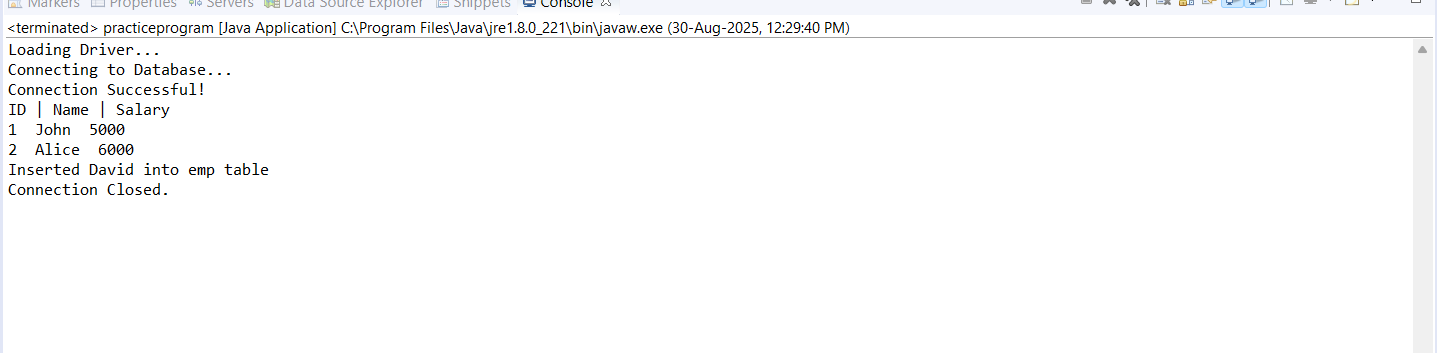 Markers Properties Servers Data Source Explorer Snippets Console
<terminated> practiceprogram [Java Application] C:\Program Files\Java\jre1.8.0_221\bin\javaw.exe (30-Aug-2025, 12:29:40 PM)
Loading Driver...
Connecting to Database...
Connection Successful!
ID | Name | Salary
1  John  5000
2  Alice  6000
Inserted David into emp table
Connection Closed.